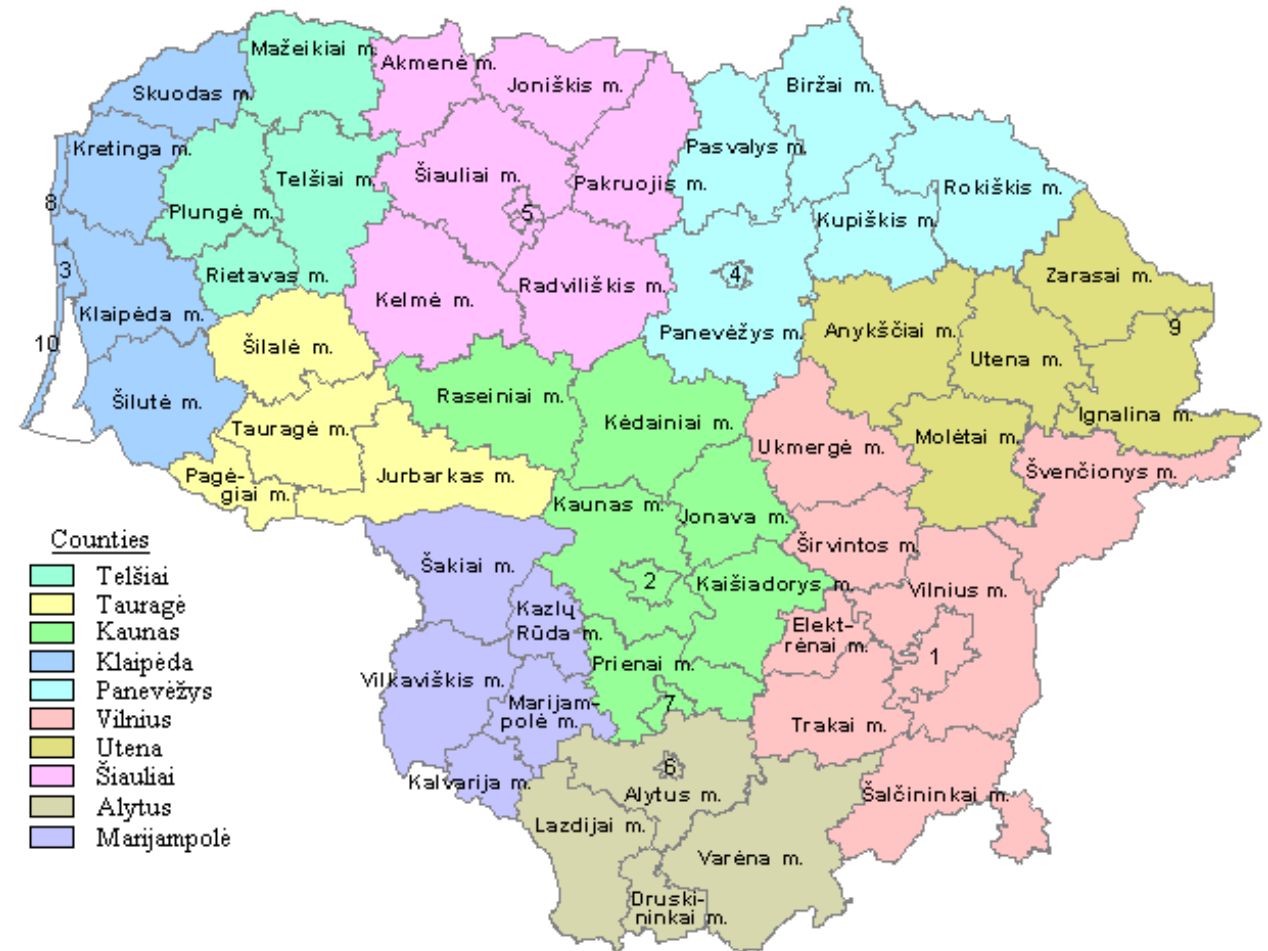 Mažeikiai m.
Akmenė m.
Joniškis m.
Biržai m.
Skuodas m.
Kretinga m.
Pasvalys m.
Telšiai m.
Šiauliai m.
Pakruojis m.
Rokiškis m.
8
Plungė m.
5
Kupiškis m.
3
Rietavas m.
Kelmė m.
Radviliškis m.
4
Zarasai m.
Klaipėda m.
Panevėžys m.
Anykščiai m.
9
10
Šilalė m.
Utena m.
Šilutė m.
Raseiniai m.
Kėdainiai m.
Ignalina m.
Tauragė m.
Ukmergė m.
Molėtai m.
Pagė-
giai m.
Jurbarkas m.
Švenčionys m.
Kaunas m.
Jonava m.
Širvintos m.
Šakiai m.
2
Kaišiadorys m.
Vilnius m.
Kazlų
Rūda m.
Elekt-
rėnai m.
Prienai m.
1
Vilkaviškis m.
Marijam-
polė m.
7
Trakai m.
Kalvarija m.
6
Alytus m.
Šalčininkai m.
Lazdijai m.
Varėna m.
Druski-
ninkai m.
Counties
Telšiai
Tauragė
Kaunas
Klaipėda
Panevėžys
Vilnius
Utena
Šiauliai
Alytus
Marijampolė